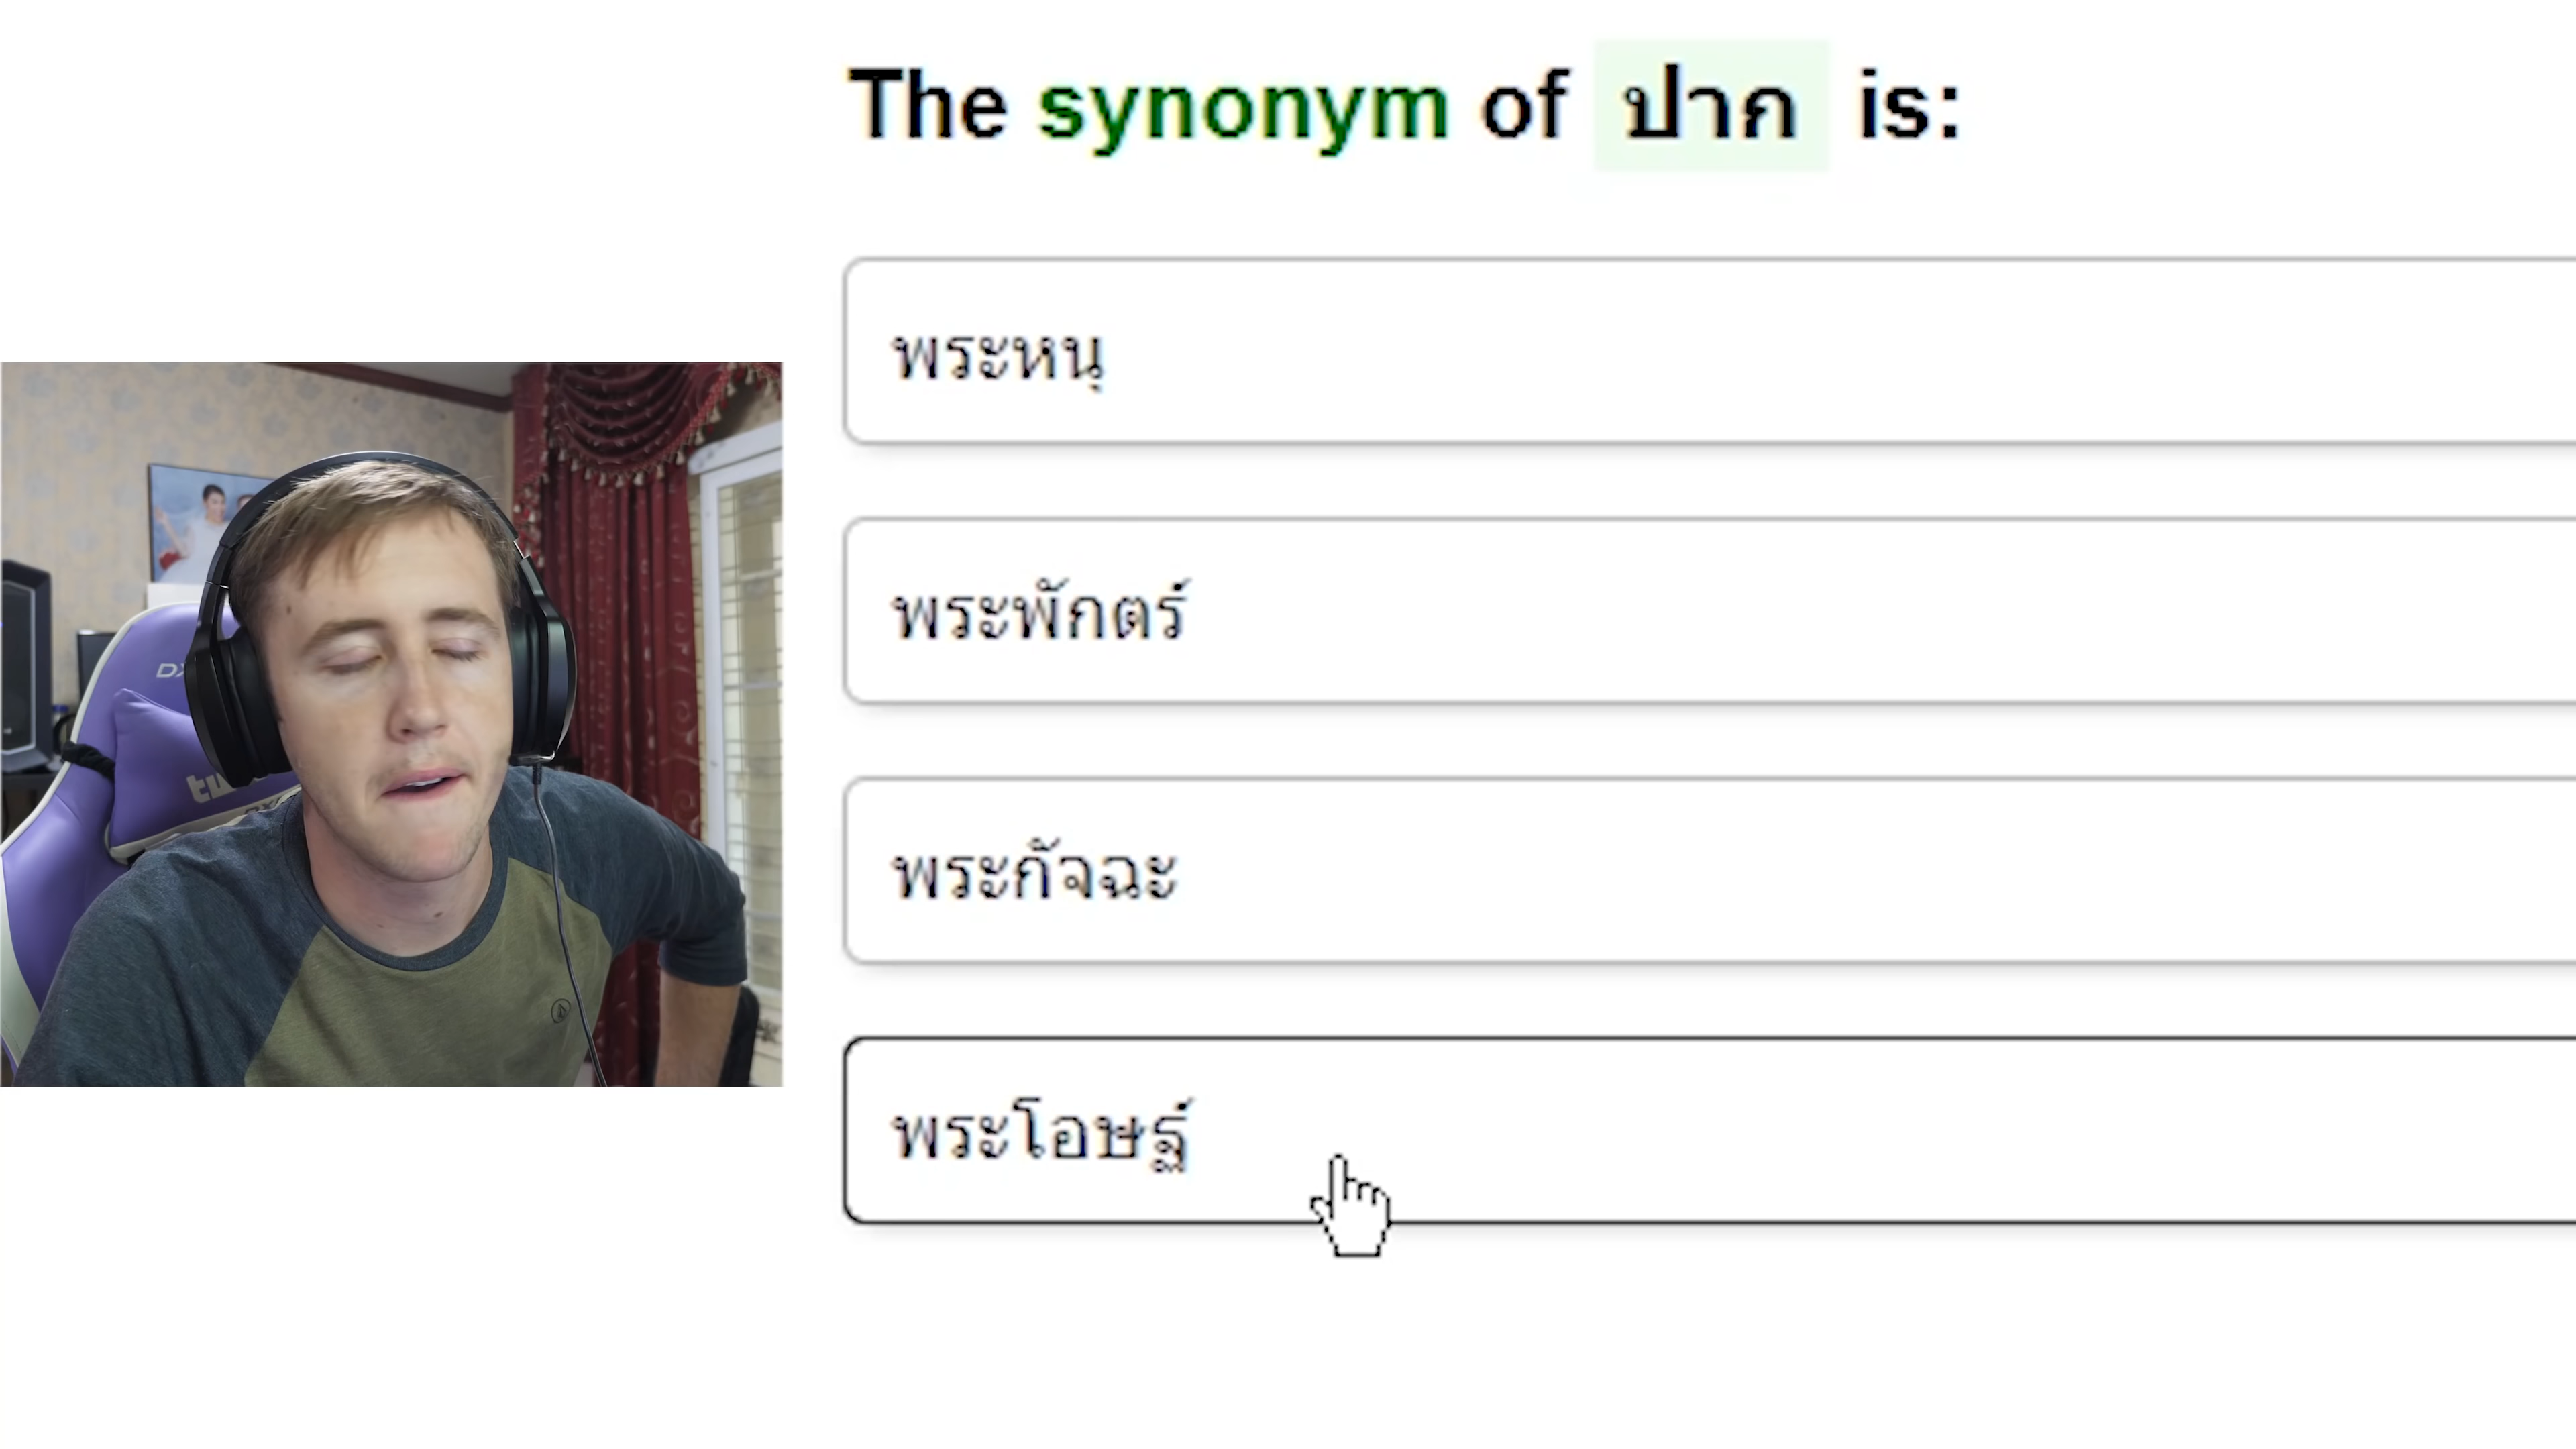 The synonym of ปาก is:
พระหนุ
พระพักตร์
พระกัจฉะ
พระโอษฐ์